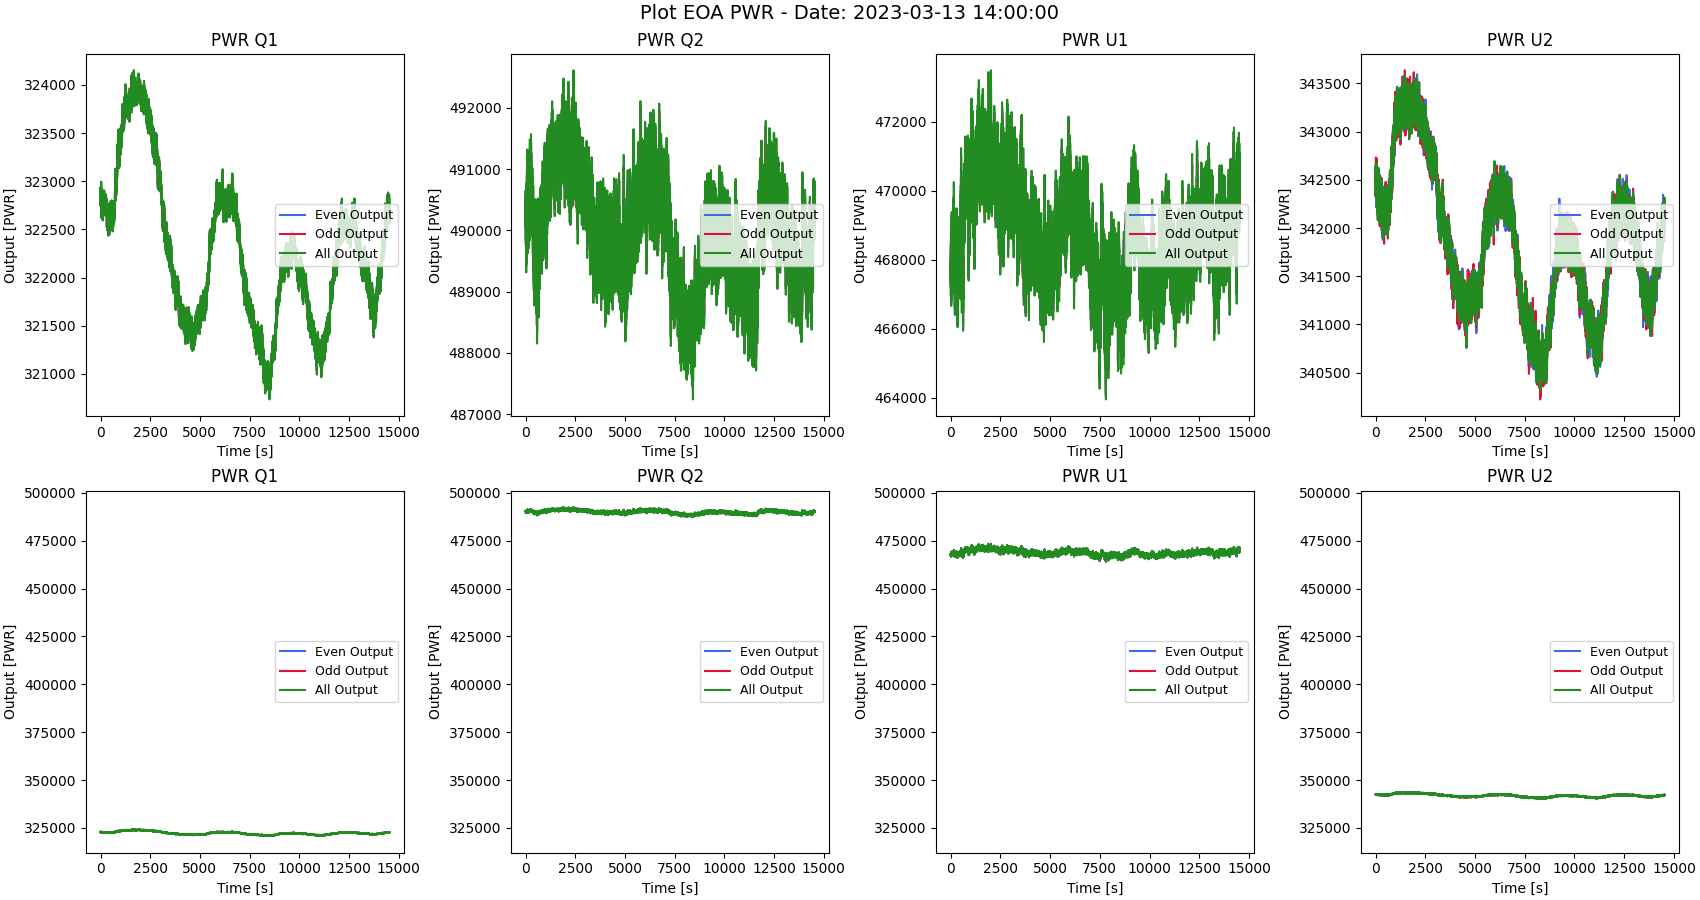 Plot EOA PWR - Date: 2023-03-13 14:00:00
PWR Q1
PWR Q2
PWR U1
PWR U2
Output [PWR]
324000
323500
323000
322500
322000
321500
321000
Even Output
Odd Output
All Output
0 2500 5000 7500 10000 12500 15000
Time [s]
Output [PWR]
492000
491000
490000
489000
488000
487000
Even Output
Odd Output
All Output
0 2500 5000 7500 10000 12500 15000
Time [s]
Output [PWR]
472000
470000
468000
466000
464000
Even Output
Odd Output
All Output
0 2500 5000 7500 10000 12500 15000
Time [s]
Output [PWR]
343500
343000
342500
342000
341500
341000
340500
Even Output
Odd Output
All Output
0 2500 5000 7500 10000 12500 15000
Time [s]
PWR Q1
PWR Q2
PWR U1
PWR U2
Output [PWR]
500000
475000
450000
425000
400000
375000
350000
325000
Even Output
Odd Output
All Output
0 2500 5000 7500 10000 12500 15000
Time [s]
Output [PWR]
500000
475000
450000
425000
400000
375000
350000
325000
Even Output
Odd Output
All Output
0 2500 5000 7500 10000 12500 15000
Time [s]
Output [PWR]
500000
475000
450000
425000
400000
375000
350000
325000
Even Output
Odd Output
All Output
0 2500 5000 7500 10000 12500 15000
Time [s]
Output [PWR]
500000
475000
450000
425000
400000
375000
350000
325000
Even Output
Odd Output
All Output
0 2500 5000 7500 10000 12500 15000
Time [s]